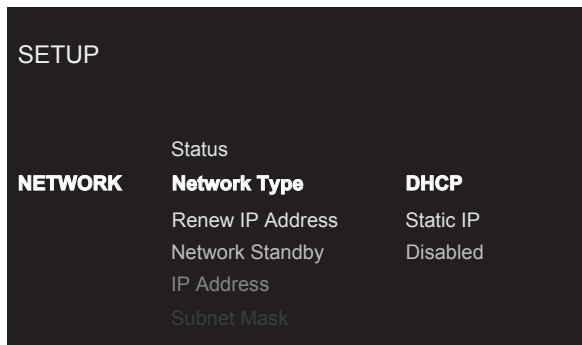 SETUP
Status
NETWORK Network Type DHCP
Renew IP Address Static IP
Network Standby Disabled
IP Address
Subnet Mask